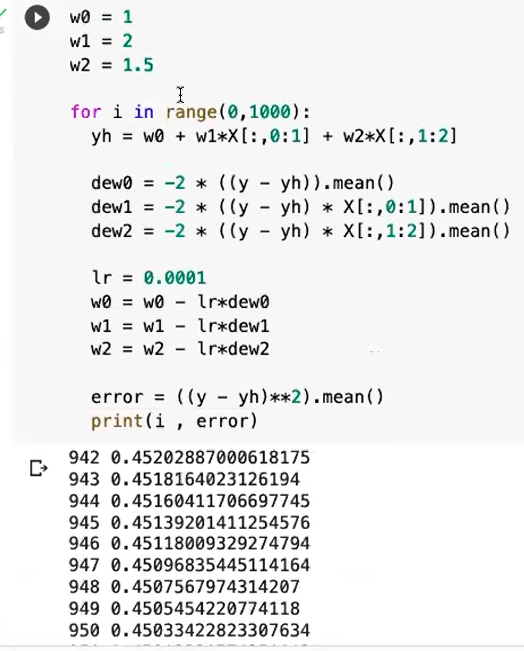 w0 = 1
w1 = 2
w2 = 1.5
for i in range(0,1000):
yh = w0 + w1*X[:,0:1] + w2*X[:,1:2]
dew0 = -2 * ((y - yh)).mean()
dew1 = -2 * ((y - yh) * X[:,0:1]).mean()
dew2 = -2 * ((y - yh) * X[:,1:2]).mean()
lr = 0.0001
w0 = w0 - lr*dew0
w1 = w1 - lr*dew1
w2 = w2 - lr*dew2
error = ((y - yh)**2).mean()
print(i , error)
942 0.45202887000618175
943 0.4518164023126194
944 0.45160411706697745
945 0.45139201411254576
946 0.45118009329274794
947 0.45096835445114164
948 0.4507567974314207
949 0.4505454220774118
950 0.45033422823307634